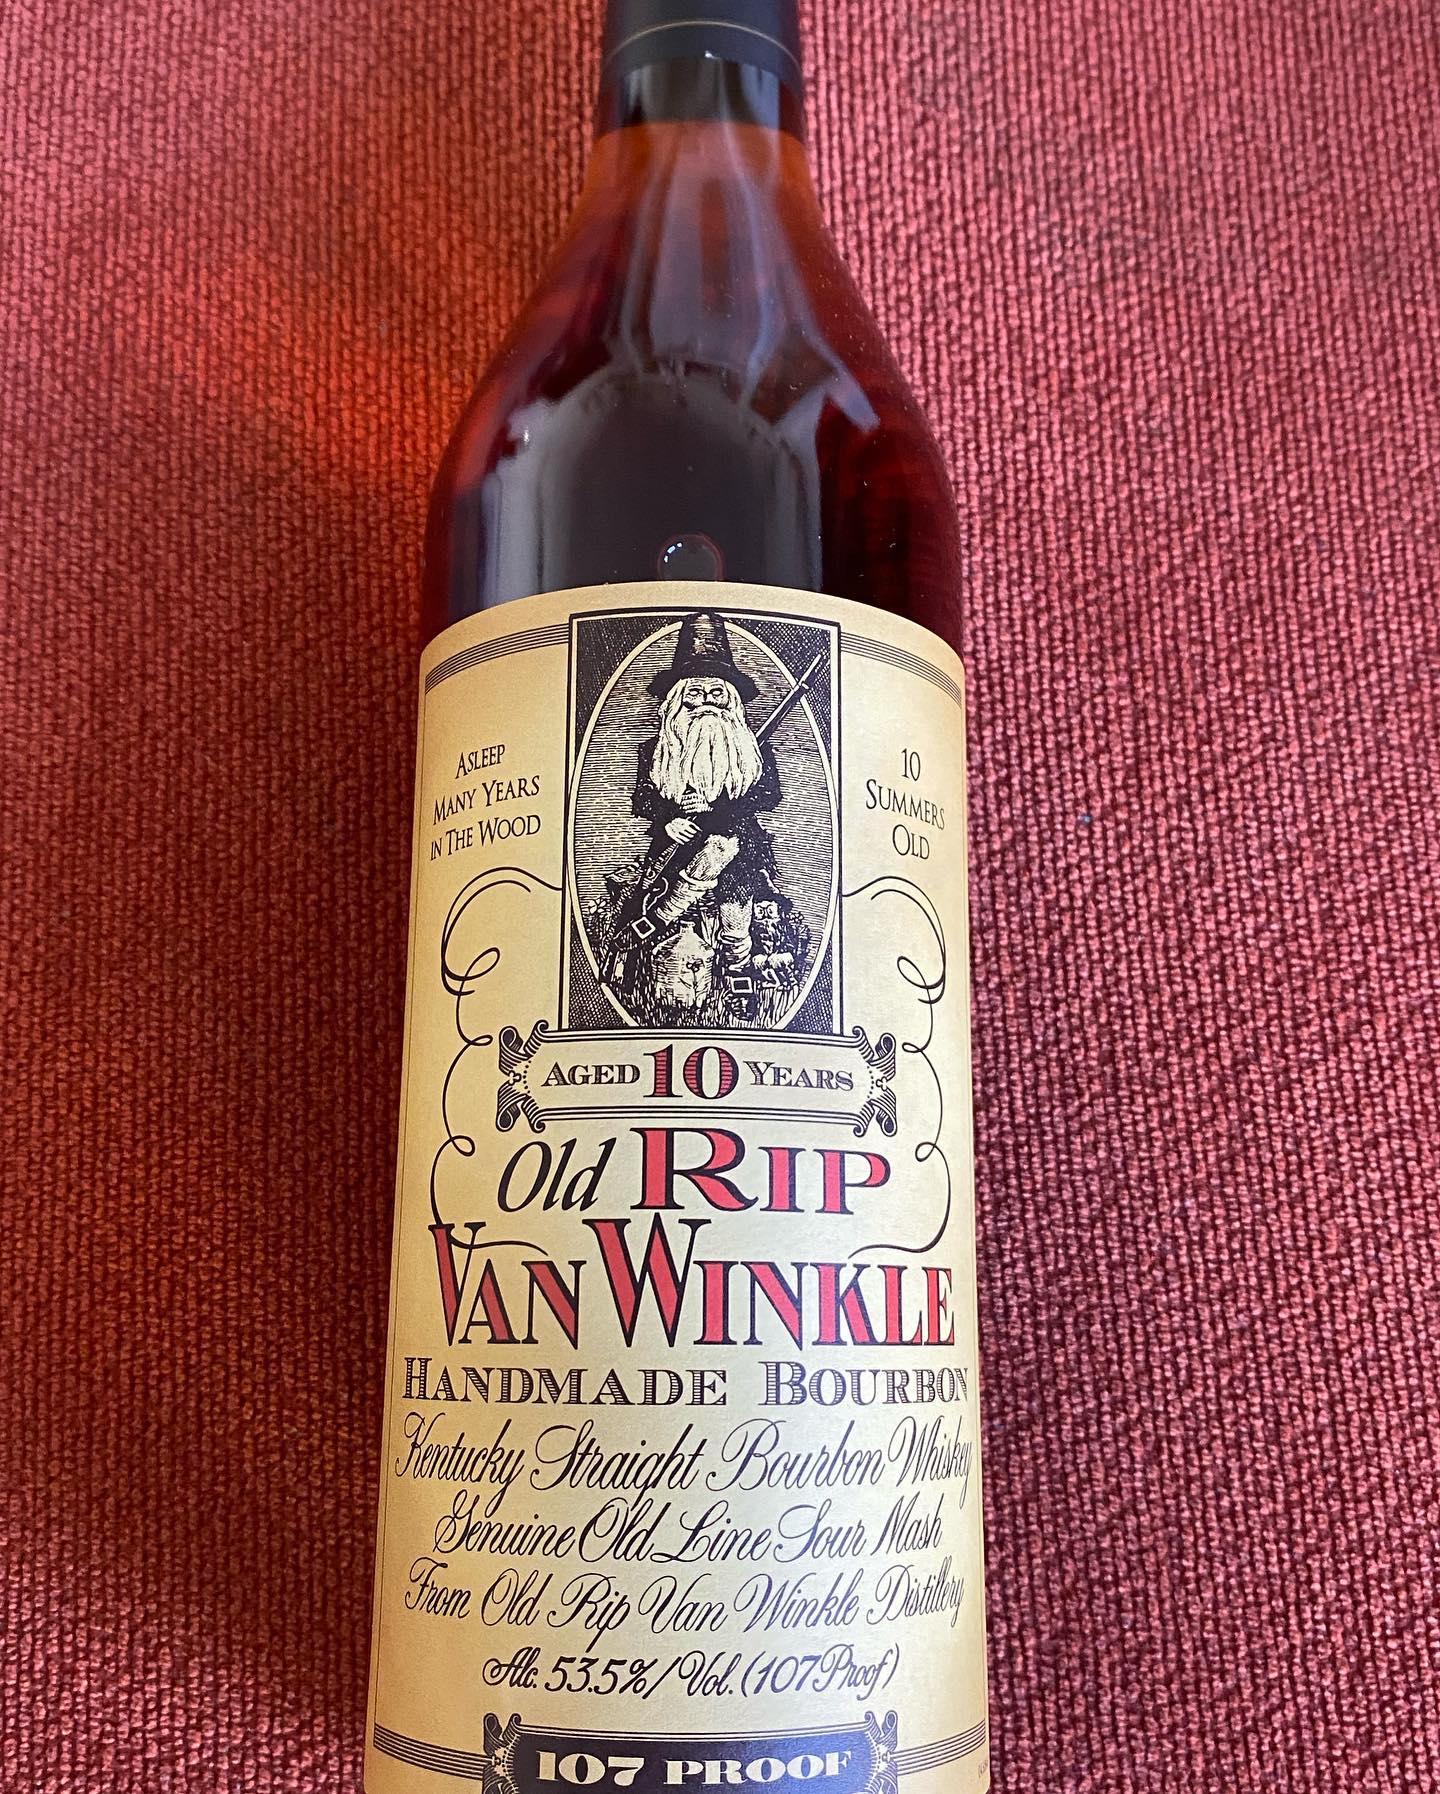 Asleep
Many Years
in The Wood
10
Summers
Old
Aged 10 Years
Old Rip
Van Winkle
Handmade Bourbon
Kentucky Straight Bourbon Whiskey
Genuine Old Line Sour Mash
From Old Rip Van Winkle Distillery
Alc. 53.5% / Vol. (107 Proof)
107 PROOF